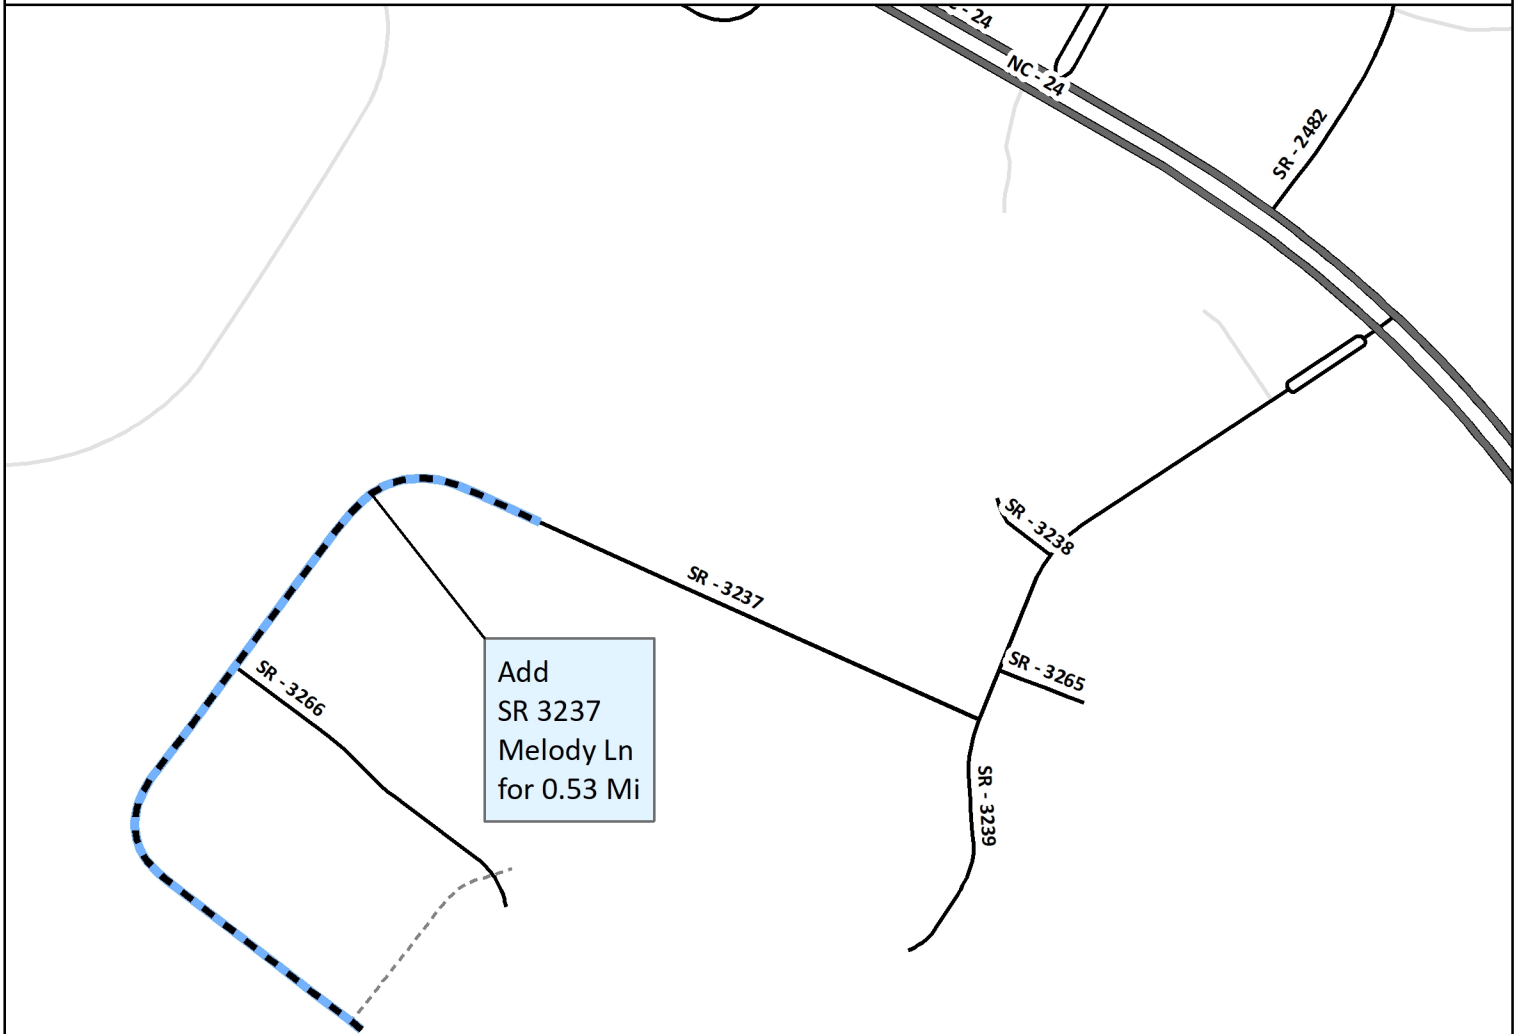 C - 24
NC - 24
SR - 2482
SR - 3238
SR - 3237
SR - 3265
SR - 3266
Add
SR 3237
Melody Ln
for 0.53 Mi
SR - 3239